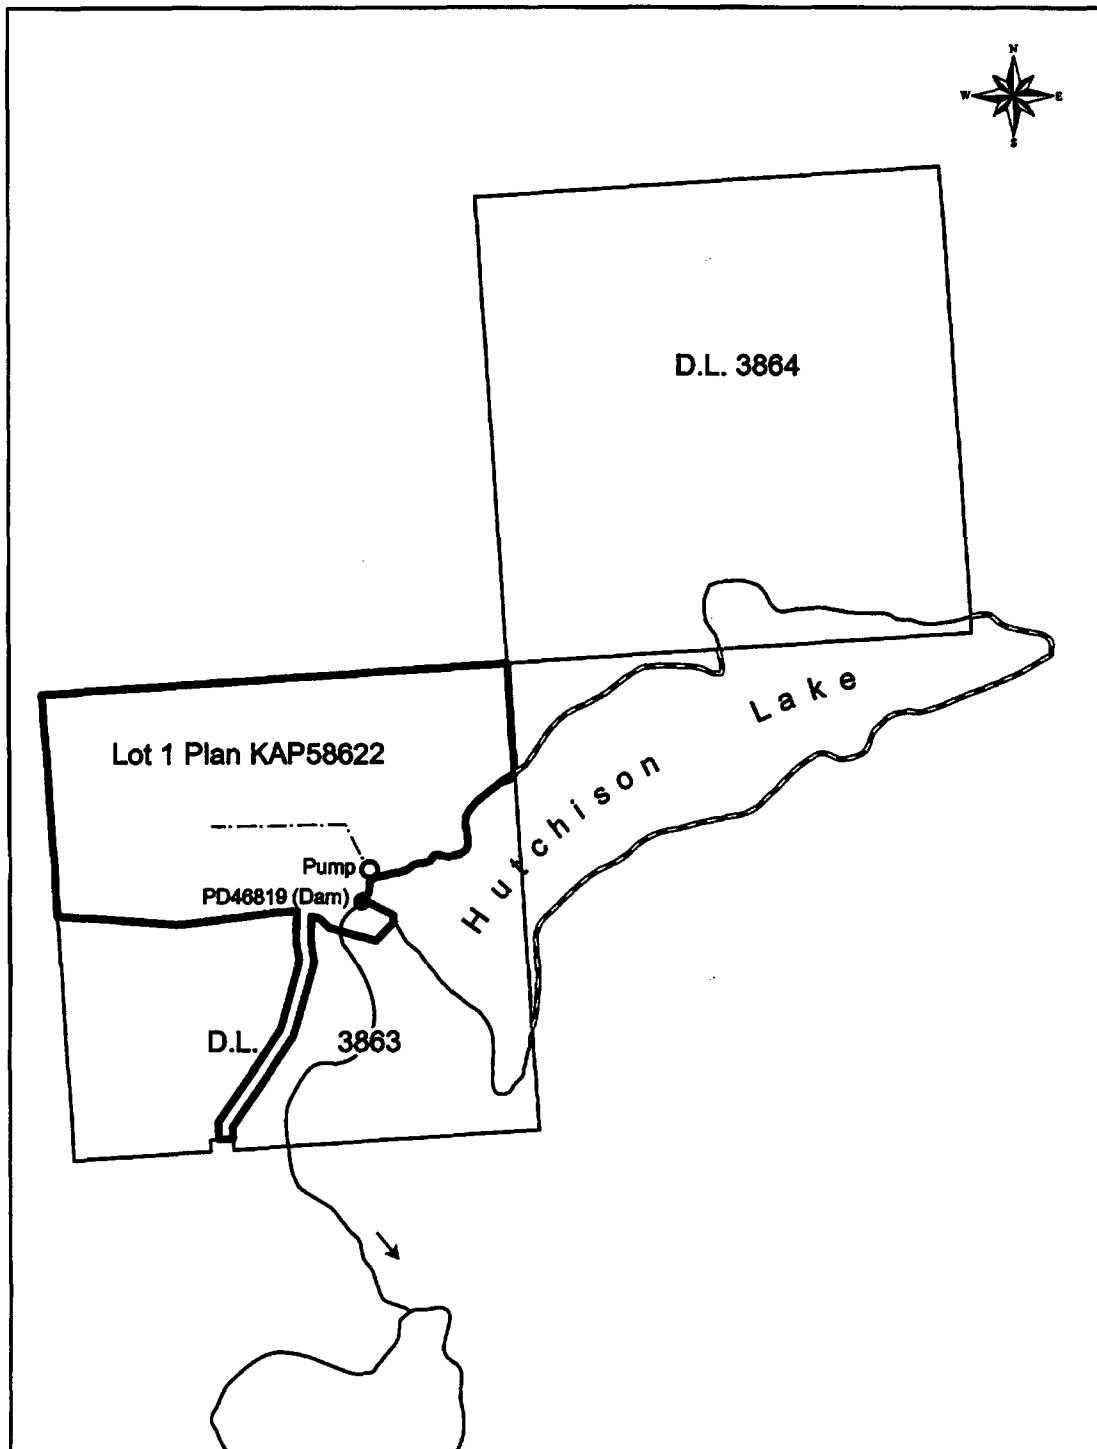 N
W E
S
D.L. 3864
Lake
Hutchison
Lot 1 Plan KAP58622
Pump
PD46819 (Dam)
D.L. 3863